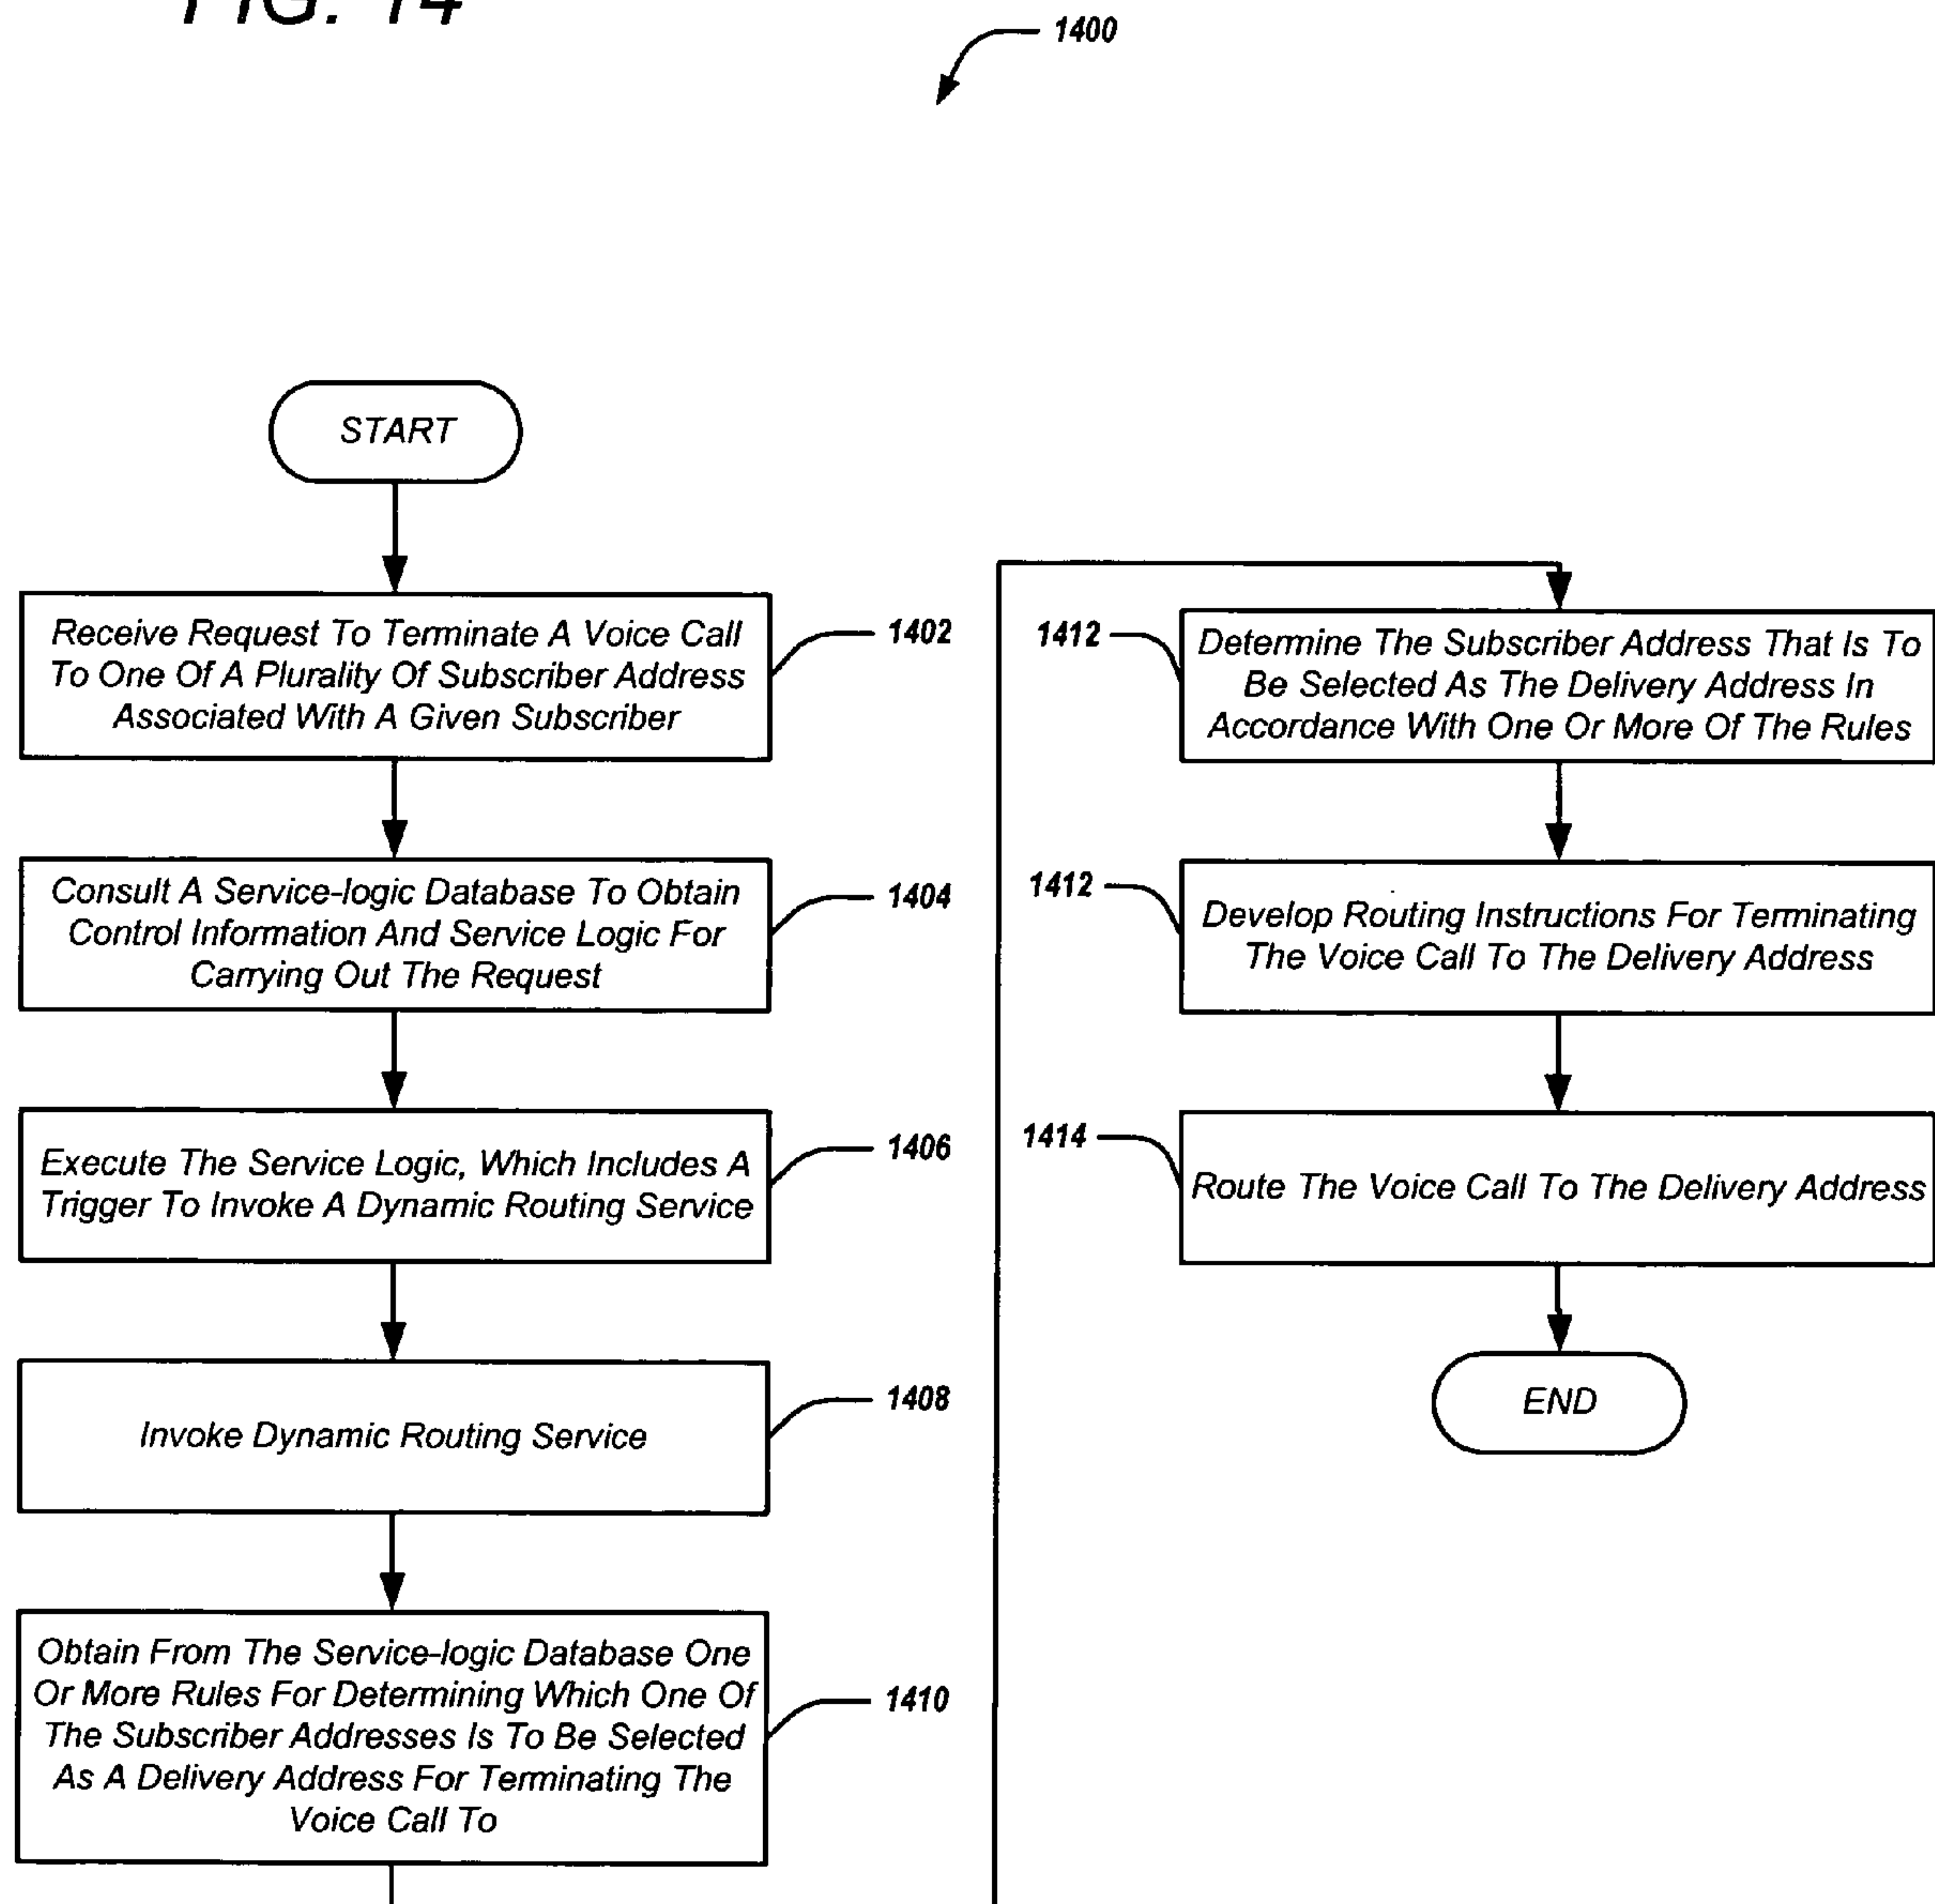 FIG. 14
1400
START
Receive Request To Terminate A Voice Call
To One Of A Plurality Of Subscriber Address
Associated With A Given Subscriber
1402
Consult A Service-logic Database To Obtain
Control Information And Service Logic For
Carrying Out The Request
1404
Execute The Service Logic, Which Includes A
Trigger To Invoke A Dynamic Routing Service
1406
Invoke Dynamic Routing Service
1408
Obtain From The Service-logic Database One
Or More Rules For Determining Which One Of
The Subscriber Addresses Is To Be Selected
As A Delivery Address For Terminating The
Voice Call To
1410
1412
Determine The Subscriber Address That Is To
Be Selected As The Delivery Address In
Accordance With One Or More Of The Rules
1412
Develop Routing Instructions For Terminating
The Voice Call To The Delivery Address
1414
Route The Voice Call To The Delivery Address
END